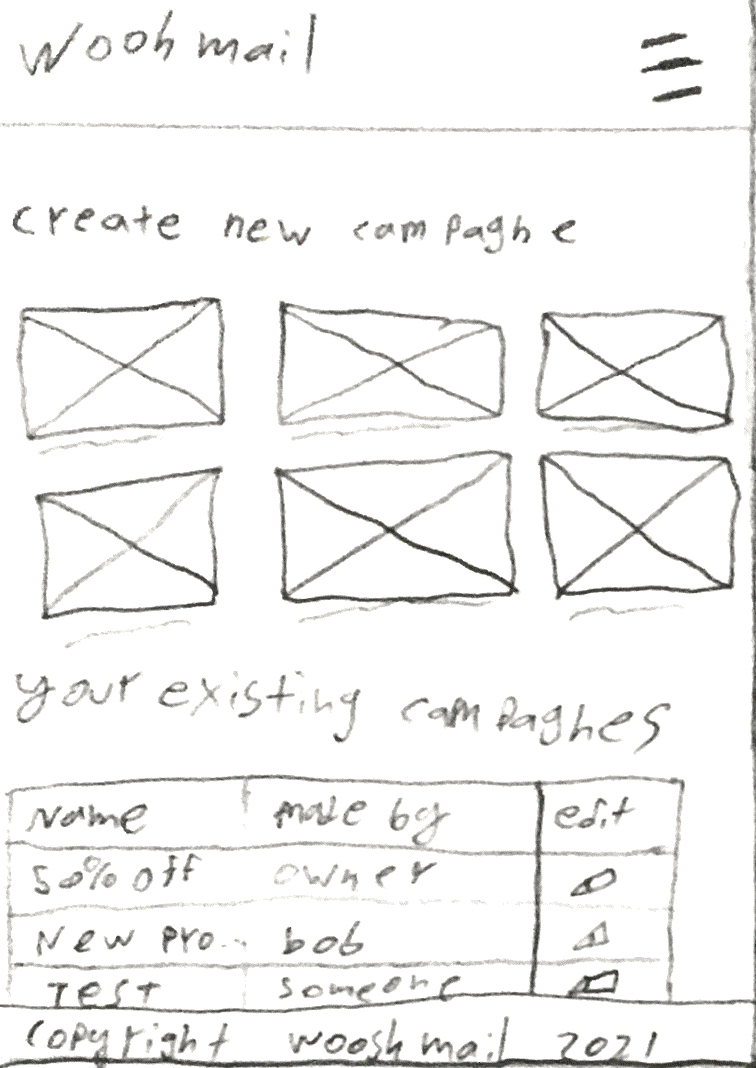 Woohmail
create new campaghe
your existing campaghes
Name made by edit
50% off owner
New pro... bob
Test someone
Copyright wooshmail 2021